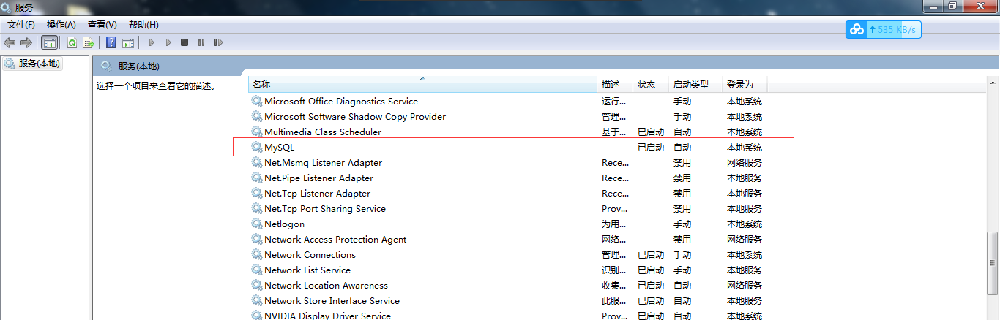 服务
文件(F) 操作(A) 查看(V) 帮助(H)
535 KB/s
服务(本地)
服务(本地)
选择一个项目来查看它的描述。
名称 描述 状态 启动类型 登录为
Microsoft Office Diagnostics Service 运行... 手动 本地系统
Microsoft Software Shadow Copy Provider 管理... 手动 本地系统
Multimedia Class Scheduler 基于... 已启动 自动 本地系统
MySQL 已启动 自动 本地系统
Net.Msmq Listener Adapter Rece... 禁用 网络服务
Net.Pipe Listener Adapter Rece... 禁用 本地服务
Net.Tcp Listener Adapter Rece... 禁用 本地服务
Net.Tcp Port Sharing Service Prov... 禁用 本地服务
Netlogon 为用... 手动 本地系统
Network Access Protection Agent 网络... 禁用 网络服务
Network Connections 管理... 已启动 手动 本地系统
Network List Service 识别... 已启动 手动 本地服务
Network Location Awareness 收集... 已启动 自动 网络服务
Network Store Interface Service 此服... 已启动 自动 本地服务
NVIDIA Display Driver Service Prov... 已启动 自动 本地系统